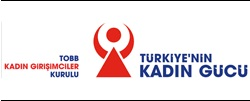 TOBB
KADIN GİRİŞİMCİLER
KURULU
TÜRKİYE'NİN
KADIN GÜCÜ